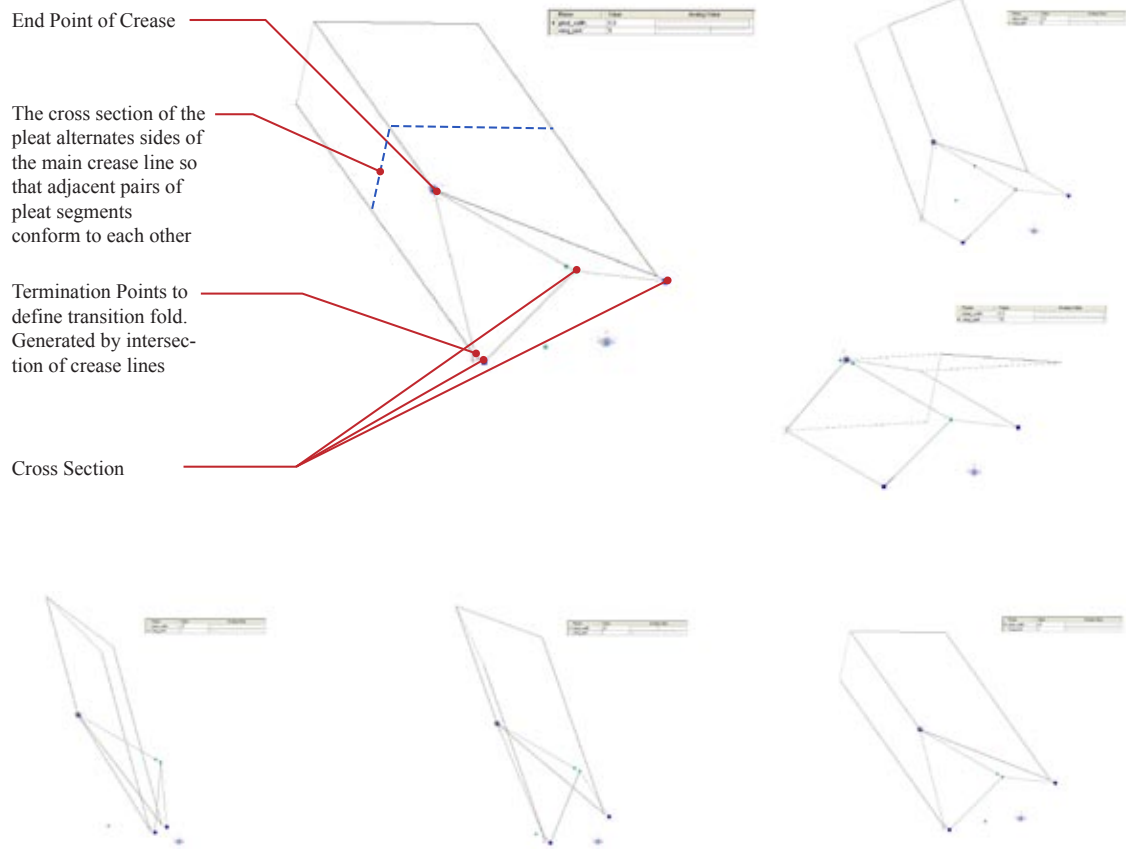 End Point of Crease
The cross section of the
pleat alternates sides of
the main crease line so
that adjacent pairs of
pleat segments
conform to each other
Termination Points to
define transition fold.
Generated by intersec-
tion of crease lines
Cross Section
Name Value